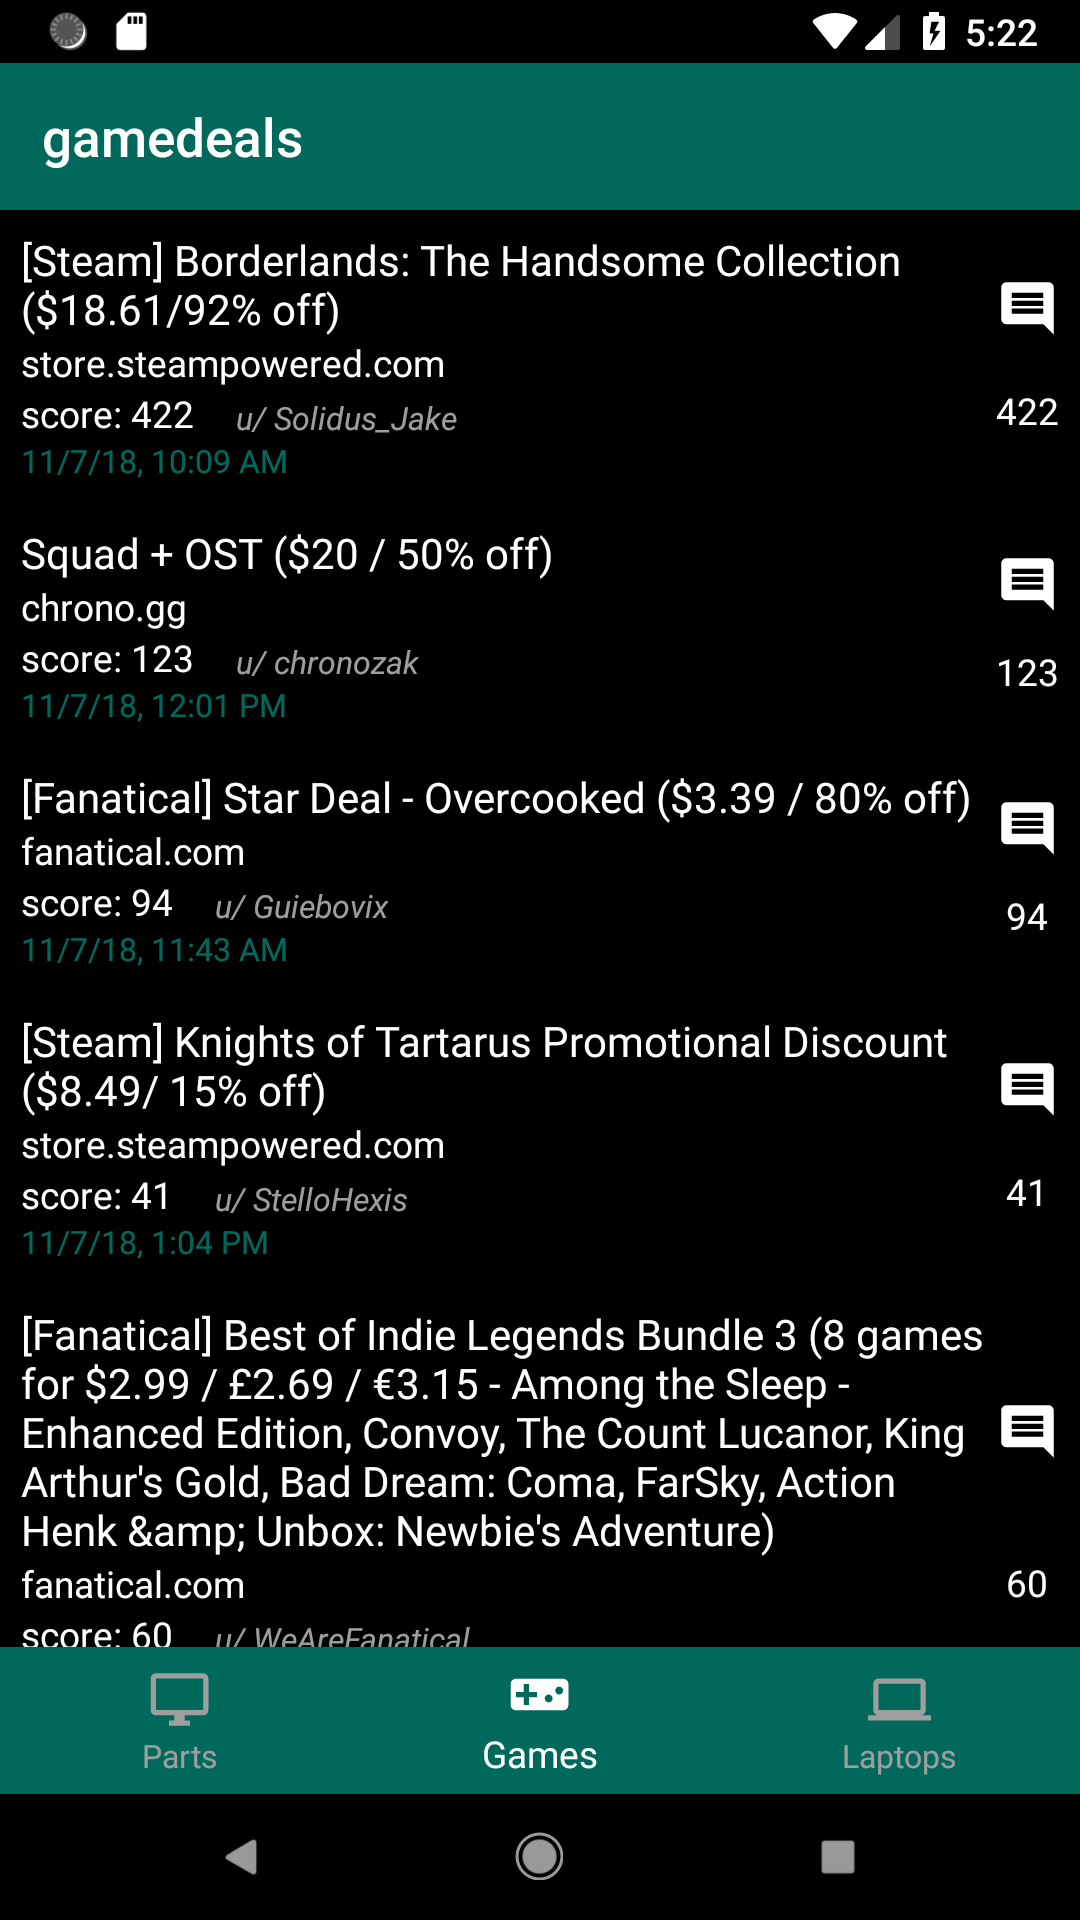 5:22
gamedeals
[Steam] Borderlands: The Handsome Collection
($18.61/92% off)
store.steampowered.com
score: 422 u/ Solidus_Jake
422
11/7/18, 10:09 AM
Squad + OST ($20 / 50% off)
chrono.gg
score: 123 u/ chronozak
123
11/7/18, 12:01 PM
[Fanatical] Star Deal - Overcooked ($3.39 / 80% off)
fanatical.com
score: 94 u/ Guiebovix
94
11/7/18, 11:43 AM
[Steam] Knights of Tartarus Promotional Discount
($8.49/ 15% off)
store.steampowered.com
score: 41 u/ StelloHexis
41
11/7/18, 1:04 PM
[Fanatical] Best of Indie Legends Bundle 3 (8 games
for $2.99 / £2.69 / €3.15 - Among the Sleep -
Enhanced Edition, Convoy, The Count Lucanor, King
Arthur's Gold, Bad Dream: Coma, FarSky, Action
Henk &amp;amp; Unbox: Newbie's Adventure)
fanatical.com
60
score: 60 u/ WeAreFanatical
Parts
Games
Laptops